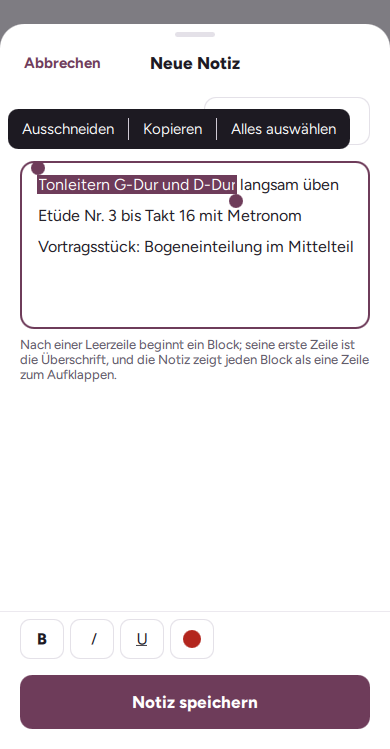 Abbrechen
Neue Notiz
Ausschneiden
Kopieren
Alles auswählen
Tonleitern G-Dur und D-Dur langsam üben
Etüde Nr. 3 bis Takt 16 mit Metronom
Vortragsstück: Bogeneinteilung im Mittelteil
Nach einer Leerzeile beginnt ein Block; seine erste Zeile ist
die Überschrift, und die Notiz zeigt jeden Block als eine Zeile
zum Aufklappen.
B
I
U
Notiz speichern